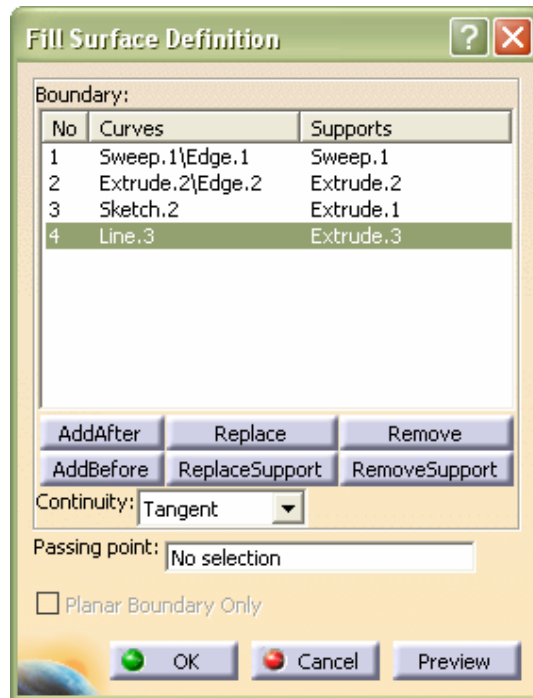 Fill Surface Definition ?
Boundary:
No Curves Supports
1 Sweep.1\Edge.1 Sweep.1
2 Extrude.2\Edge.2 Extrude.2
3 Sketch.2 Extrude.1
4 Line.3 Extrude.3
AddAfter Replace Remove
AddBefore ReplaceSupport RemoveSupport
Continuity: Tangent
Passing point: No selection
Planar Boundary Only
OK Cancel Preview